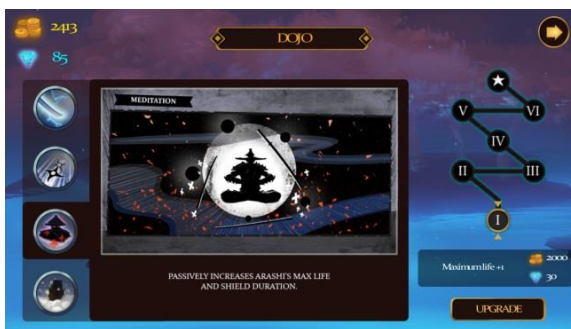 2413
85
DOJO
MEDITATION
PASSIVELY INCREASES ARASHI'S MAX LIFE
AND SHIELD DURATION.
V
VI
IV
II
III
I
Maximum life +1
2000
30
UPGRADE